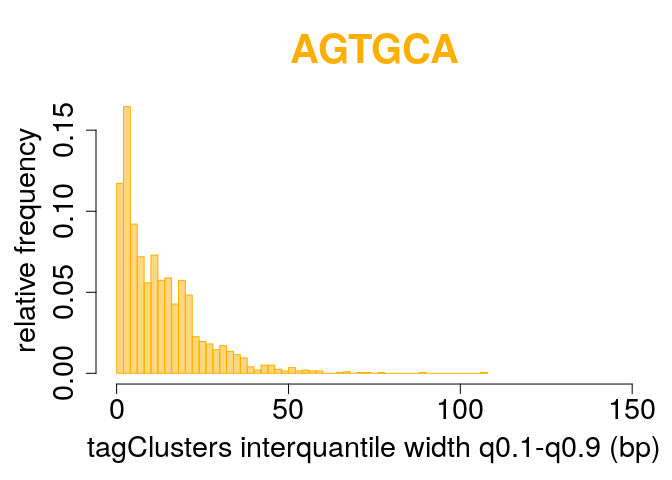 AGTGCA
relative frequency
0.15
0.10
0.05
0.00
0 50 100 150
tagClusters interquantile width q0.1-q0.9 (bp)